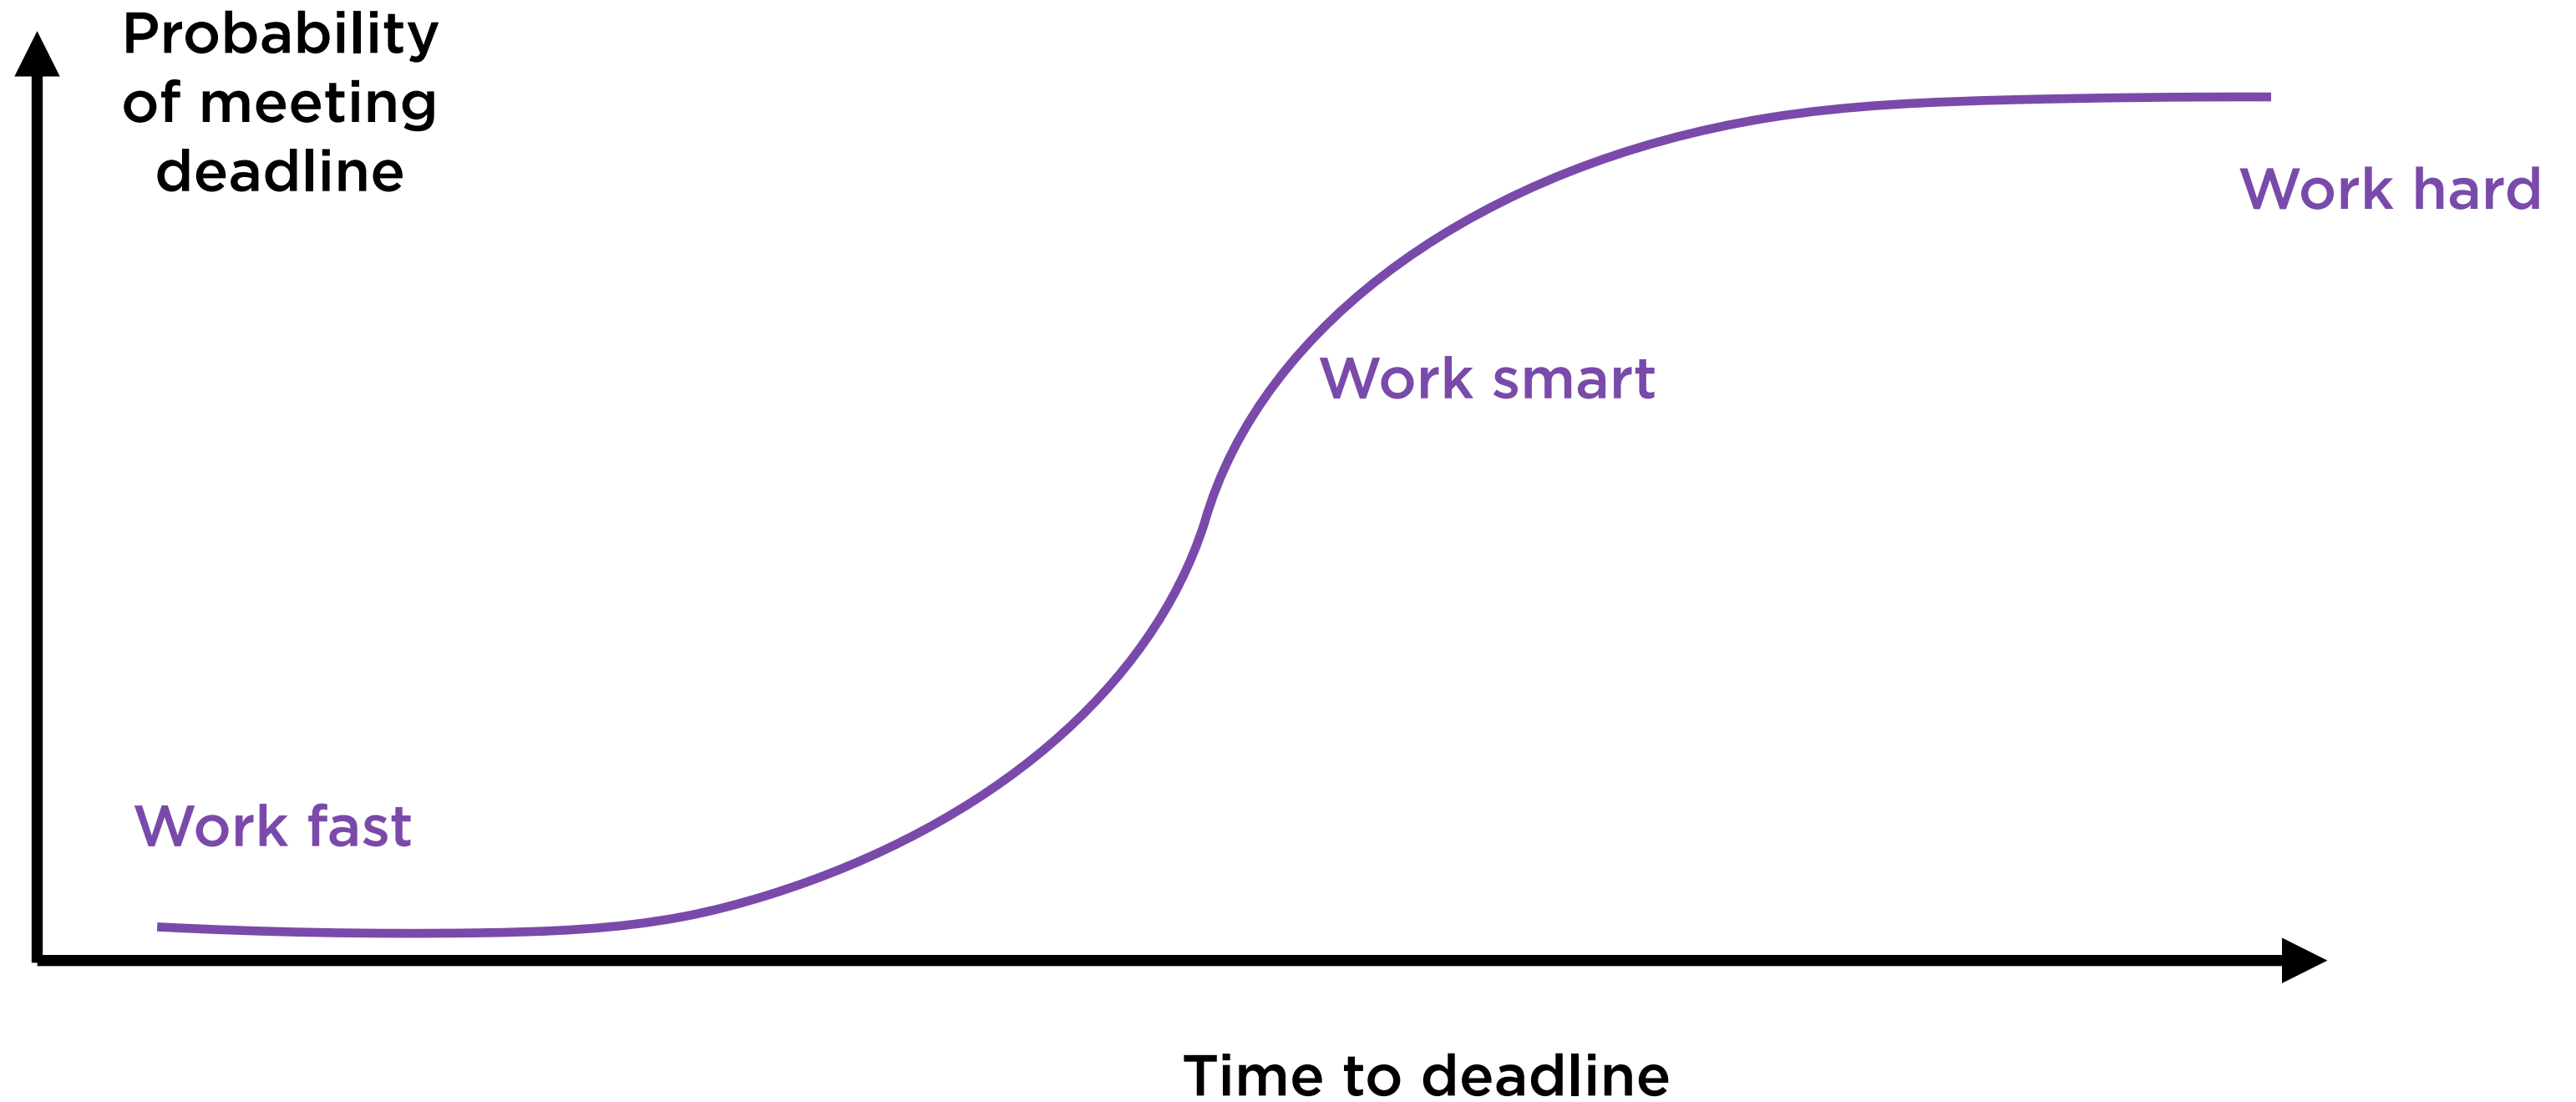 Probability
of meeting
deadline
Work hard
Work smart
Work fast
Time to deadline